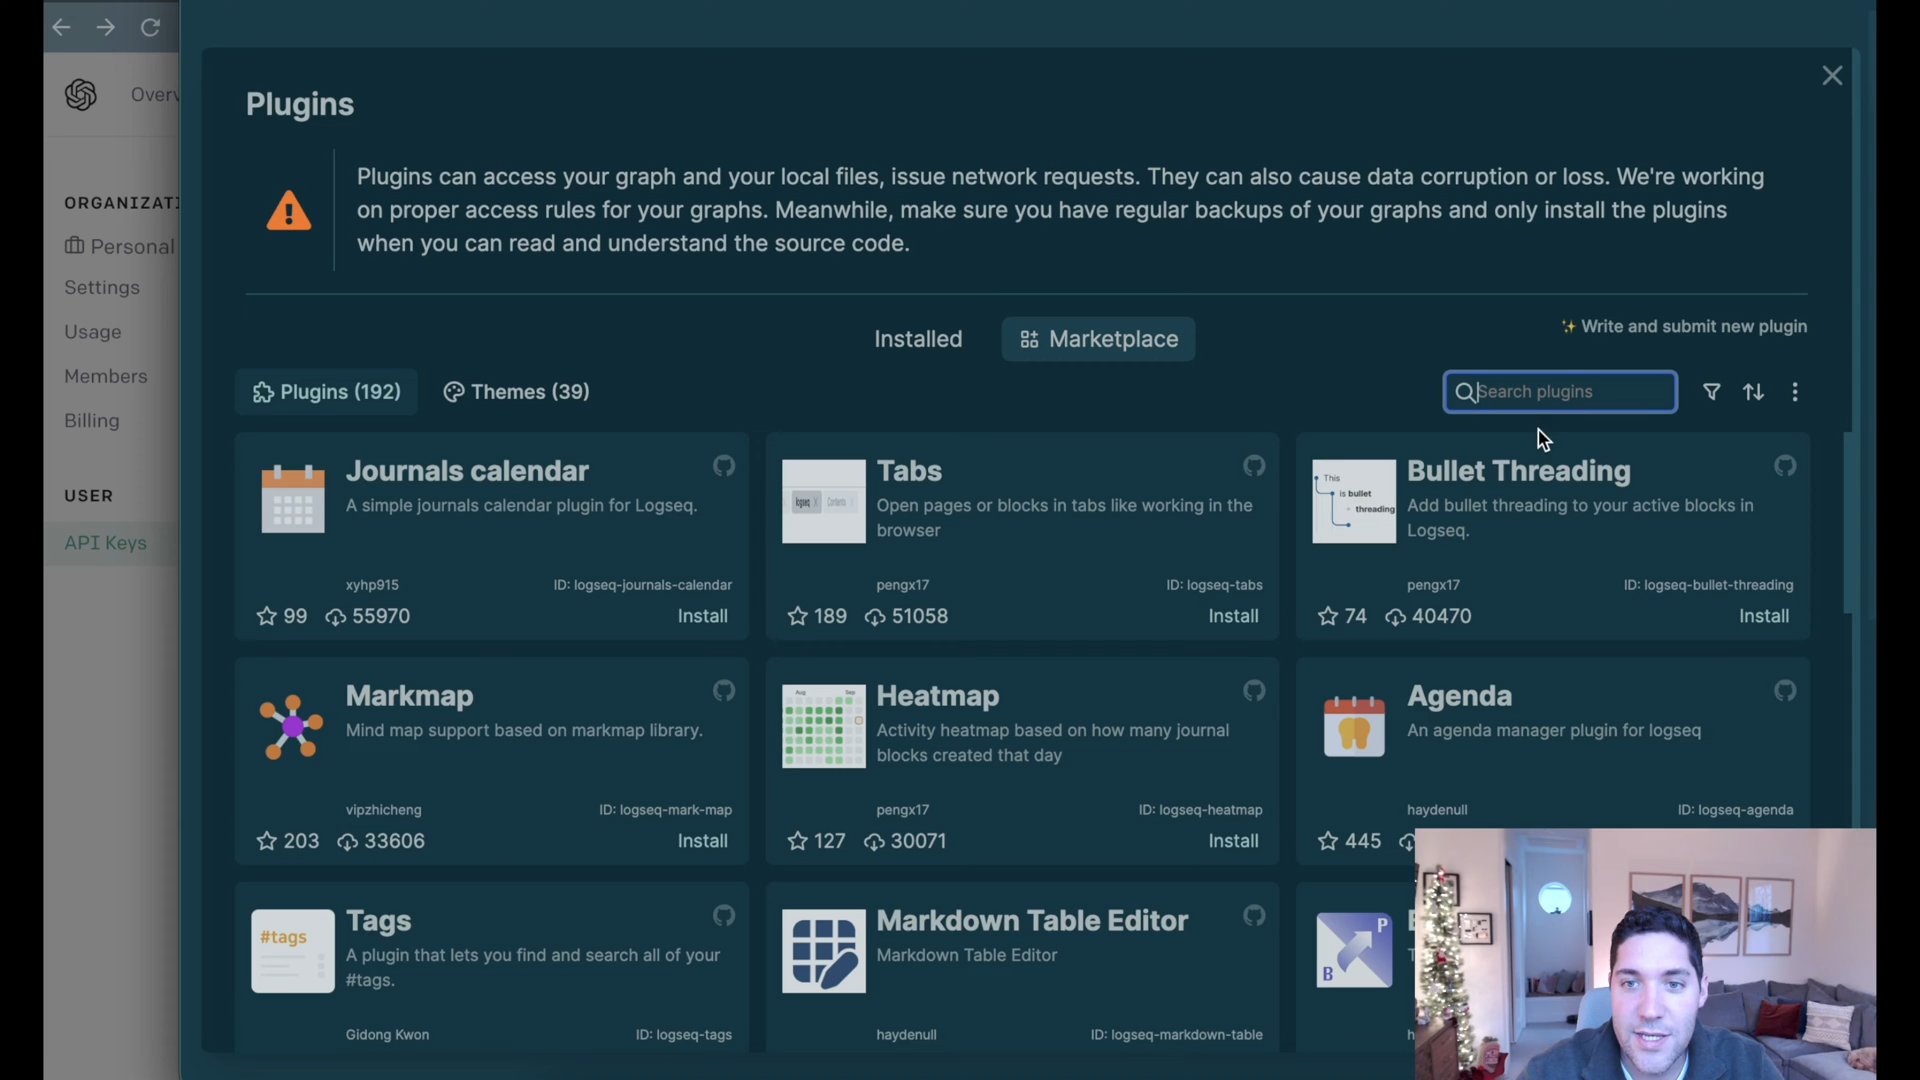 Overv
Plugins
Plugins can access your graph and your local files, issue network requests. They can also cause data corruption or loss. We're working
on proper access rules for your graphs. Meanwhile, make sure you have regular backups of your graphs and only install the plugins
when you can read and understand the source code.
ORGANIZATI
Personal
Settings
Usage
Members
Billing
USER
API Keys
Installed
Marketplace
✨ Write and submit new plugin
Plugins (192)
Themes (39)
Search plugins
Journals calendar
A simple journals calendar plugin for Logseq.
xyhp915
ID: logseq-journals-calendar
99
55970
Install
logseq
Contents
Tabs
Open pages or blocks in tabs like working in the
browser
pengx17
ID: logseq-tabs
189
51058
Install
This
is bullet
threading
Bullet Threading
Add bullet threading to your active blocks in
Logseq.
pengx17
ID: logseq-bullet-threading
74
40470
Install
Markmap
Mind map support based on markmap library.
vipzhicheng
ID: logseq-mark-map
203
33606
Install
Aug
Sep
Heatmap
Activity heatmap based on how many journal
blocks created that day
pengx17
ID: logseq-heatmap
127
30071
Install
Agenda
An agenda manager plugin for logseq
haydenull
ID: logseq-agenda
445
#tags
Tags
A plugin that lets you find and search all of your
#tags.
Gidong Kwon
ID: logseq-tags
Markdown Table Editor
Markdown Table Editor
haydenull
ID: logseq-markdown-table
P
B